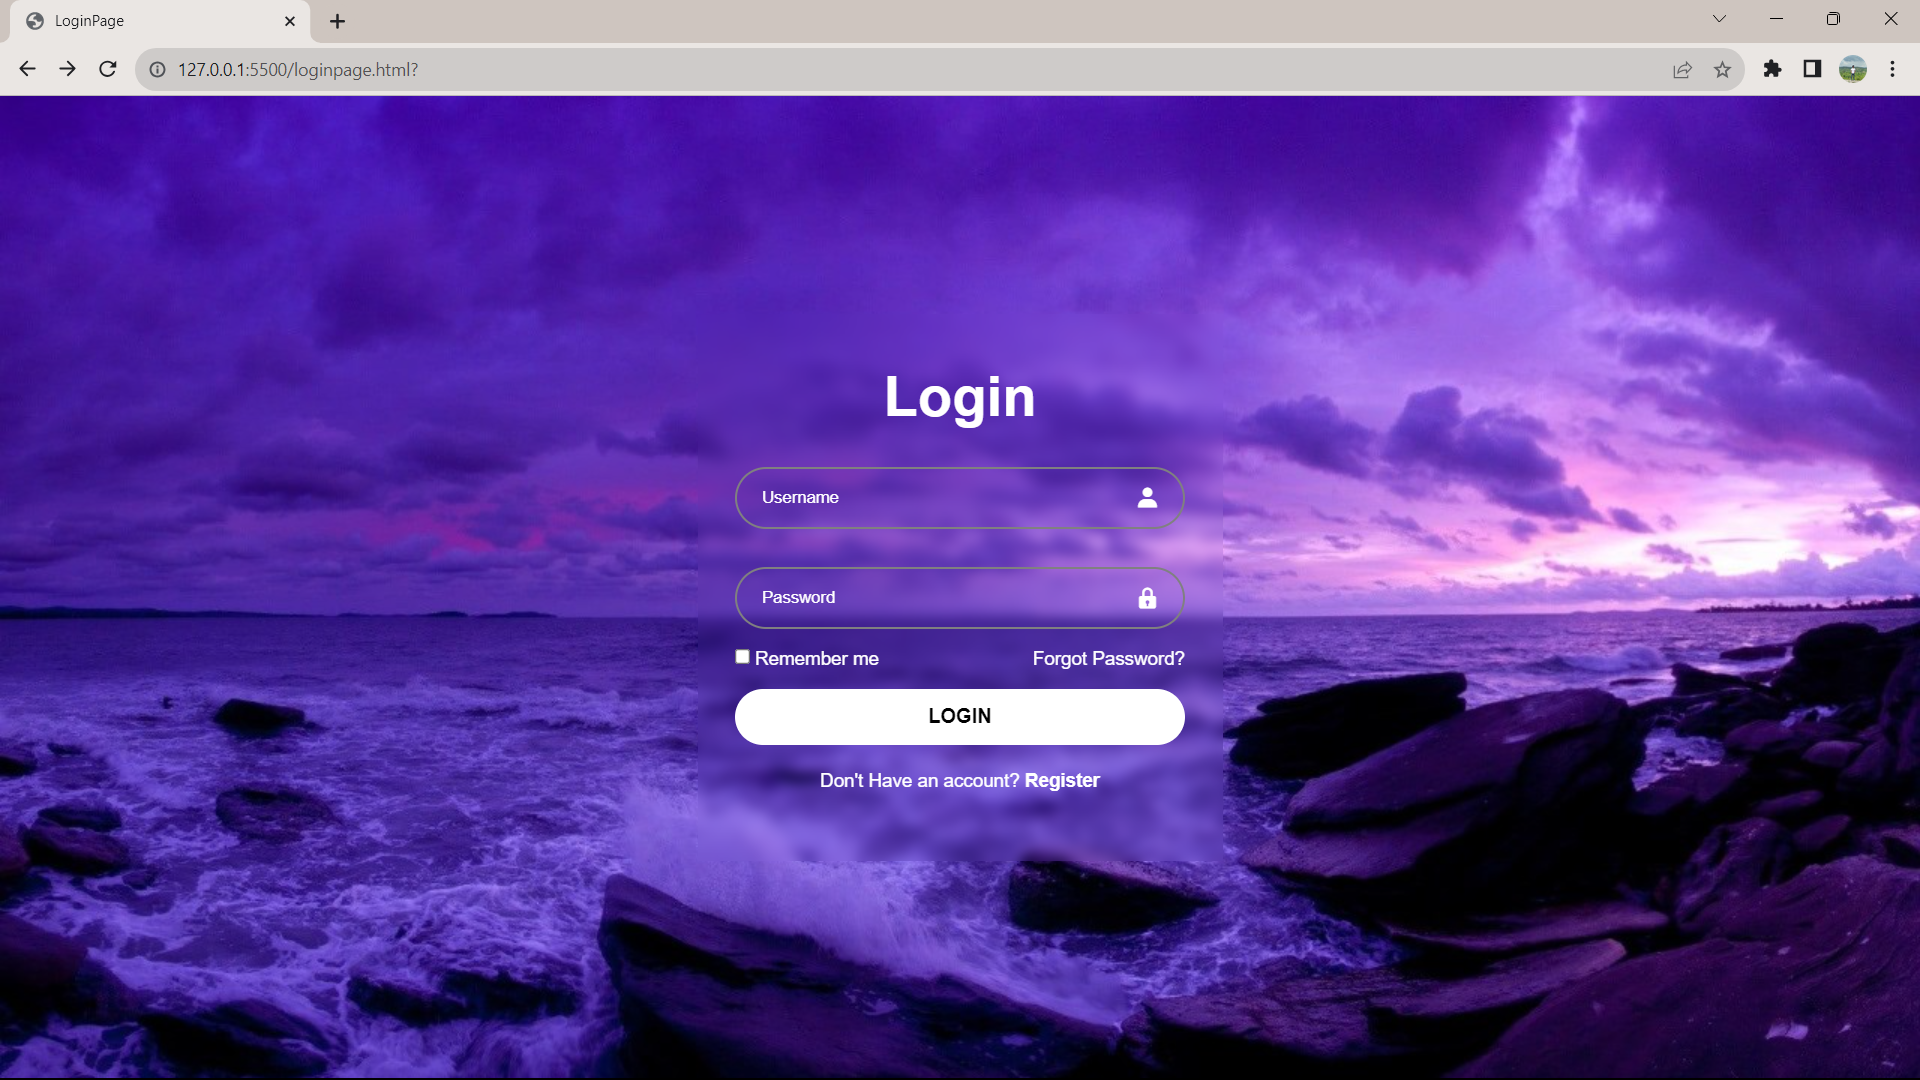 LoginPage
127.0.0.1:5500/loginpage.html?
Login
Username
Password
Remember me Forgot Password?
LOGIN
Don't Have an account? Register